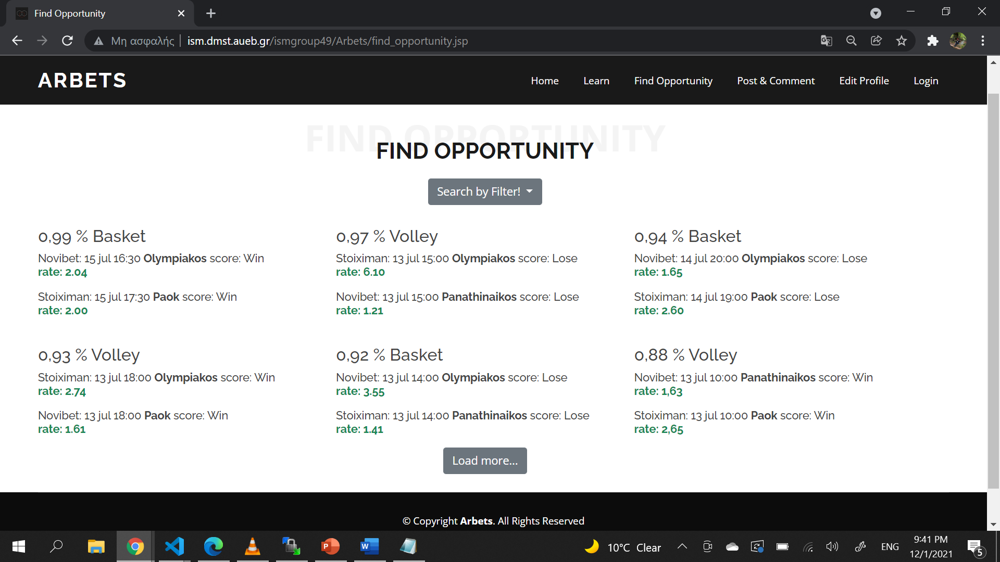 Find Opportunity
Μη ασφαλής | ism.dmst.aueb.gr/ismgroup49/Arbets/find_opportunity.jsp
ARBETS
Home Learn Find Opportunity Post & Comment Edit Profile Login
FIND OPPORTUNITY
FIND OPPORTUNITY
Search by Filter!
0,99 % Basket
Novibet: 15 jul 16:30 Olympiakos score: Win
rate: 2.04
Stoiximan: 15 jul 17:30 Paok score: Win
rate: 2.00
0,97 % Volley
Stoiximan: 13 jul 15:00 Olympiakos score: Lose
rate: 6.10
Novibet: 13 jul 15:00 Panathinaikos score: Lose
rate: 1.21
0,94 % Basket
Novibet: 14 jul 20:00 Olympiakos score: Lose
rate: 1.65
Stoiximan: 14 jul 19:00 Paok score: Lose
rate: 2.60
0,93 % Volley
Stoiximan: 13 jul 18:00 Olympiakos score: Win
rate: 2.74
Novibet: 13 jul 18:00 Paok score: Win
rate: 1.61
0,92 % Basket
Novibet: 13 jul 14:00 Olympiakos score: Lose
rate: 3.55
Stoiximan: 13 jul 14:00 Panathinaikos score: Lose
rate: 1.41
0,88 % Volley
Novibet: 13 jul 10:00 Panathinaikos score: Win
rate: 1,63
Stoiximan: 13 jul 10:00 Paok score: Win
rate: 2,65
Load more...
© Copyright Arbets. All Rights Reserved
10°C Clear
ENG
9:41 PM
12/1/2021
5